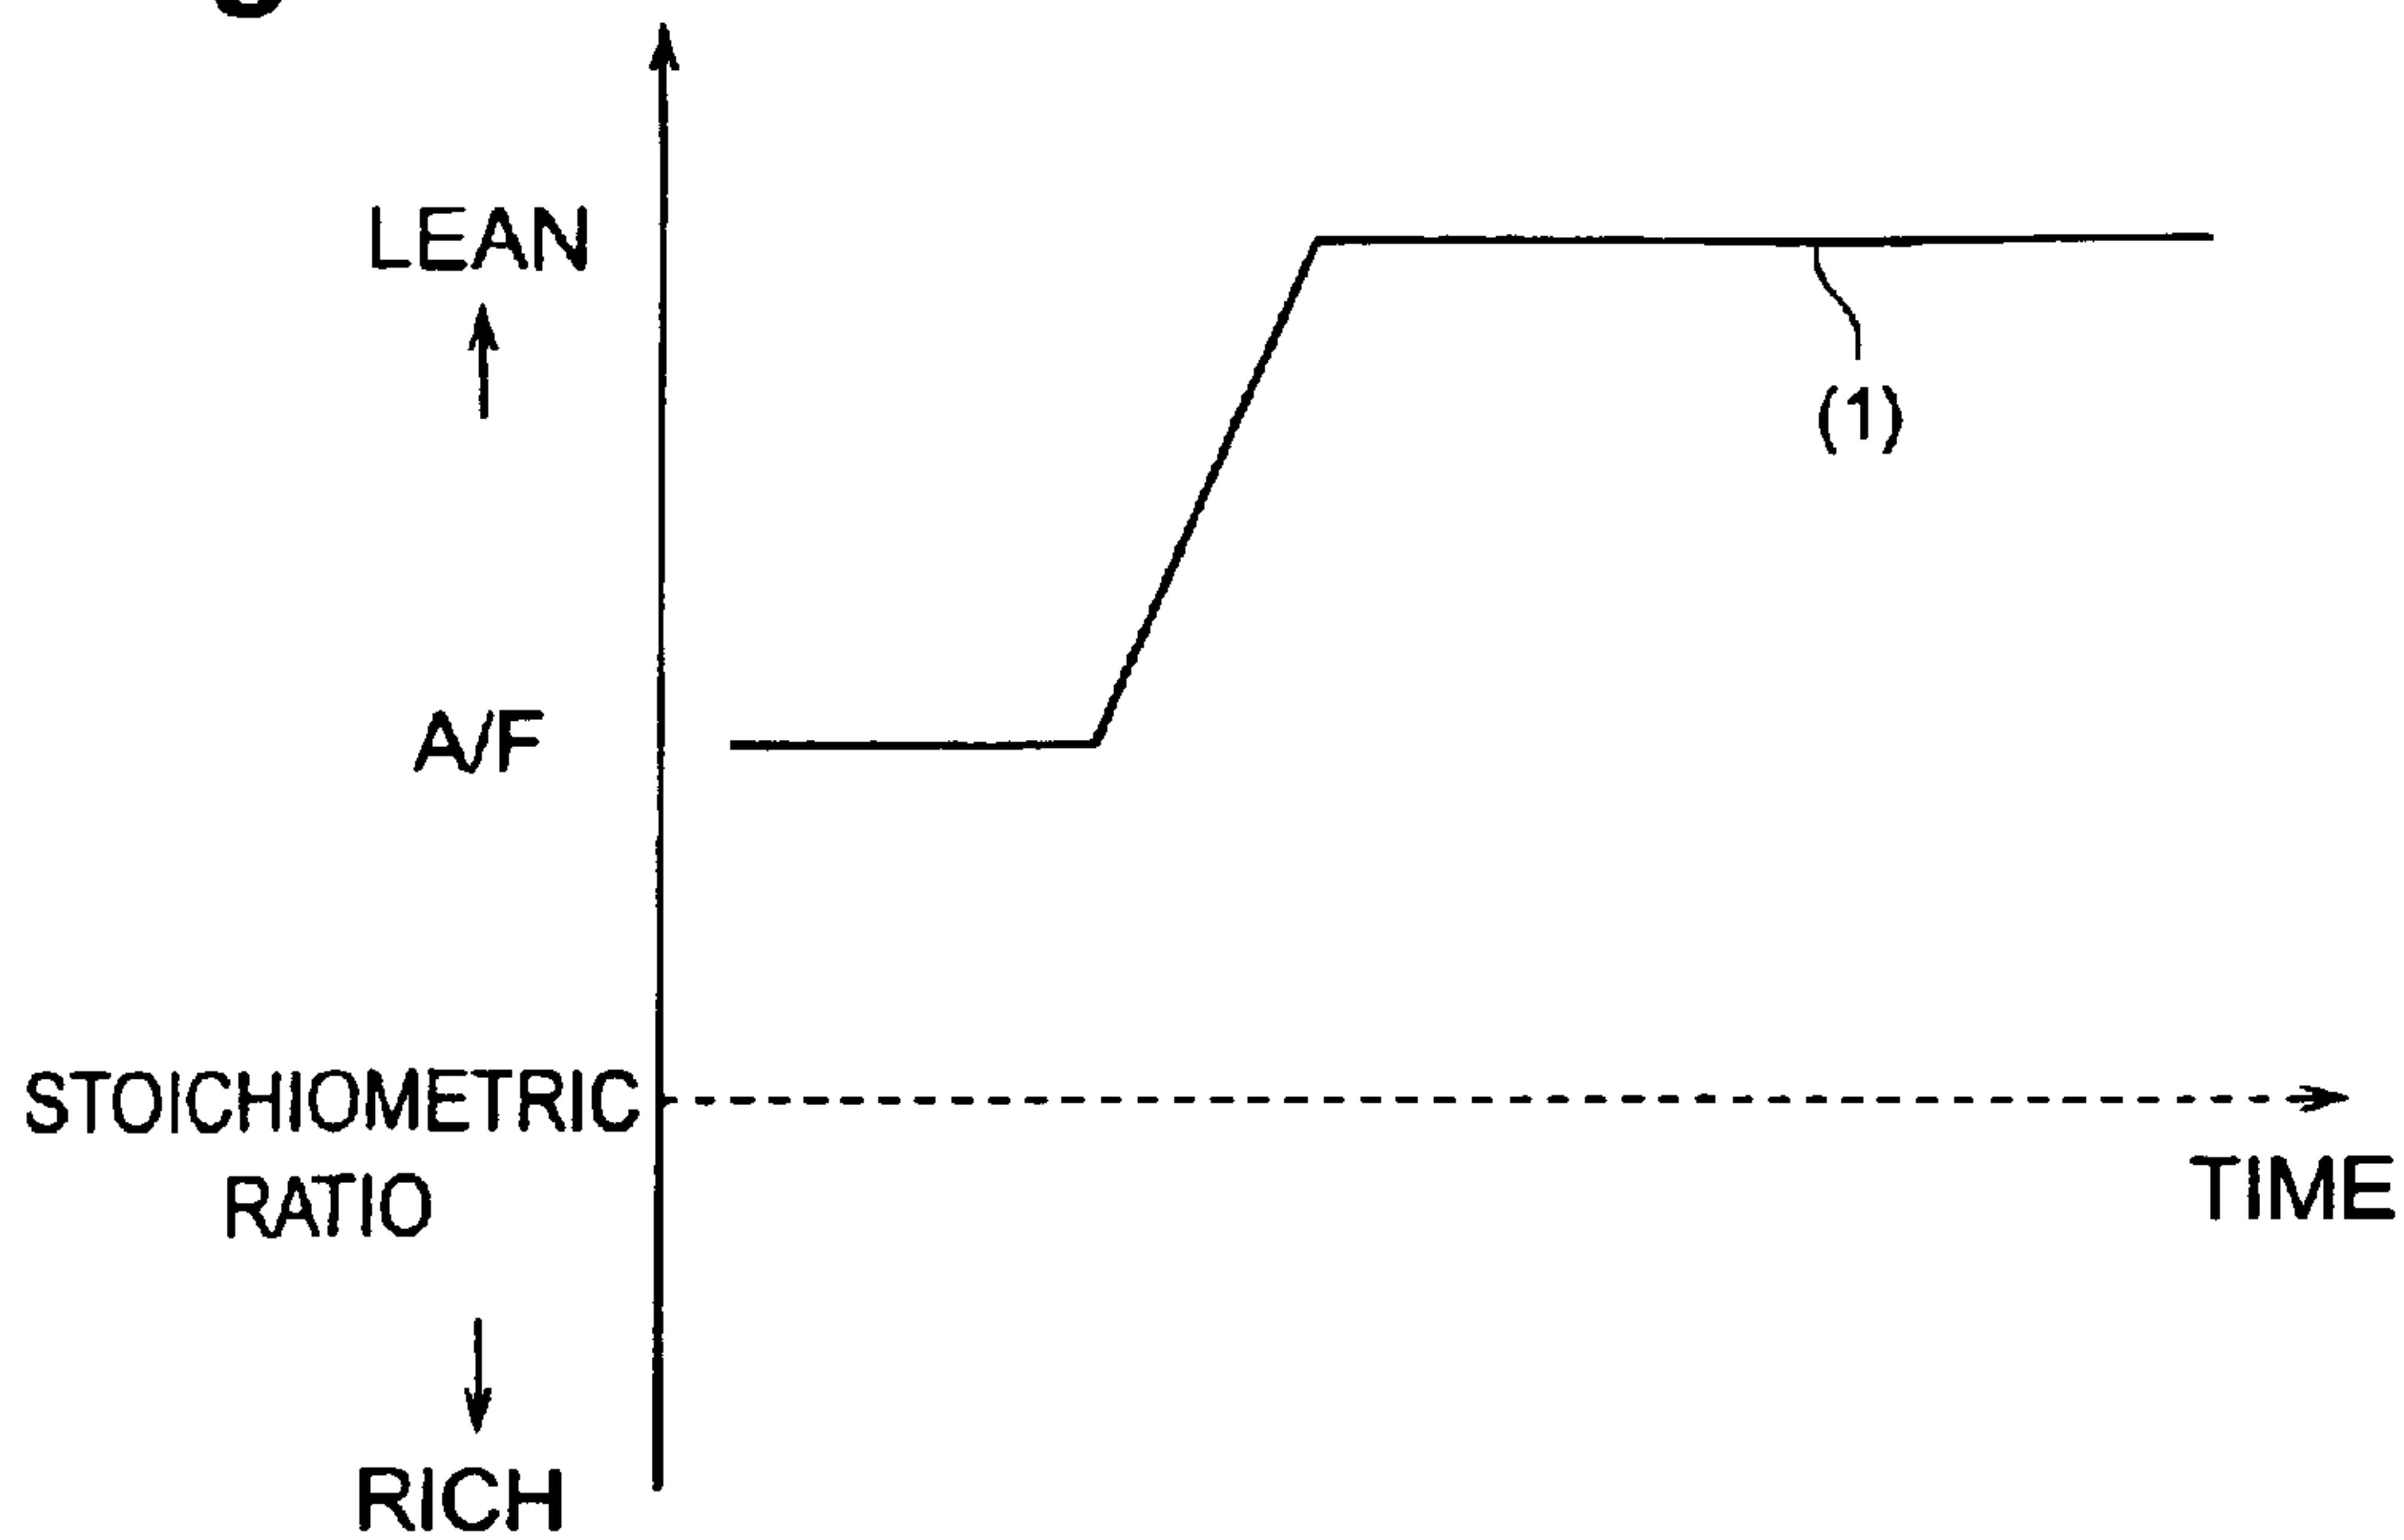 LEAN
(1)
A/F
STOICHIOMETRIC
RATIO
TIME
RICH